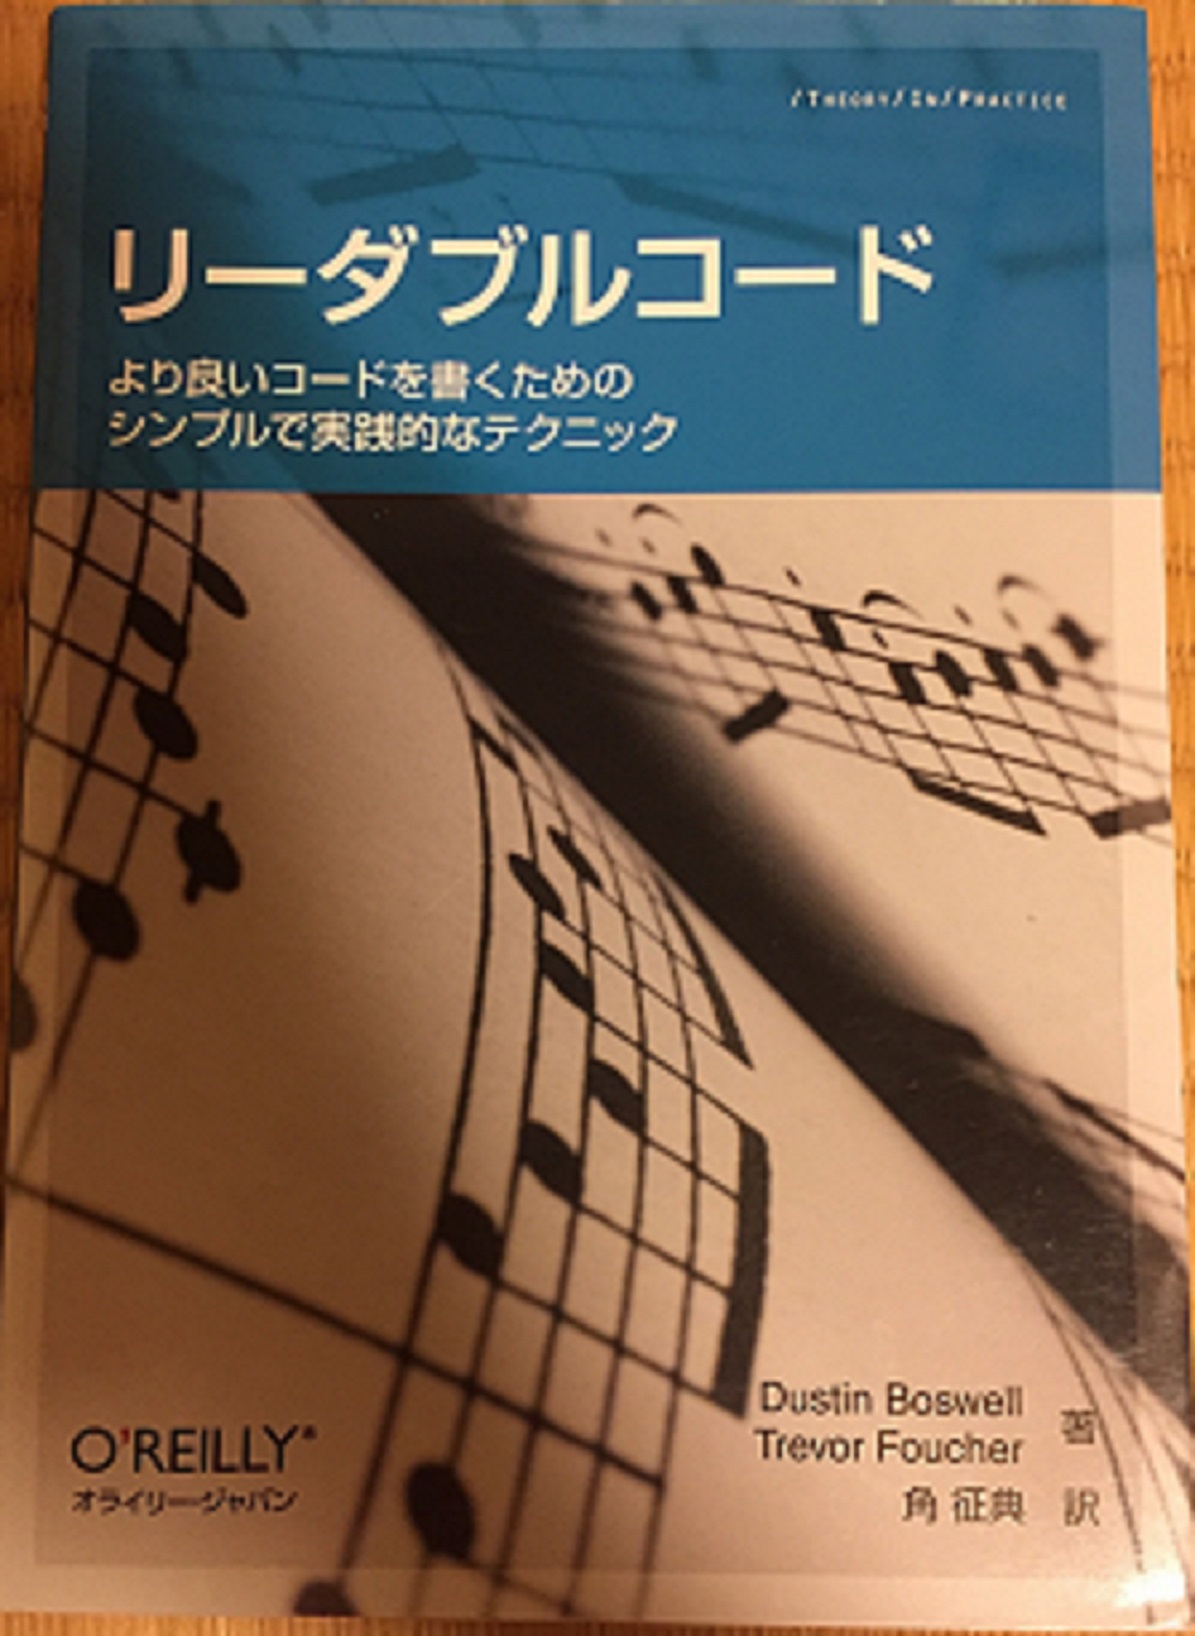 /THEORY/IN/PRACTICE
リーダブルコード
より良いコードを書くための
シンプルで実践的なテクニック
Dustin Boswell
Trevor Foucher
著
角 征典 訳
O'REILLY®
オライリー・ジャパン